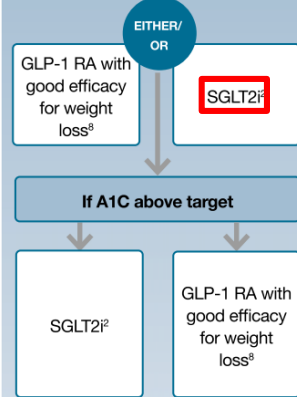 EITHER/
OR
GLP-1 RA with
good efficacy
for weight
loss⁸
SGLT2i²
If A1C above target
SGLT2i²
GLP-1 RA with
good efficacy
for weight
loss⁸